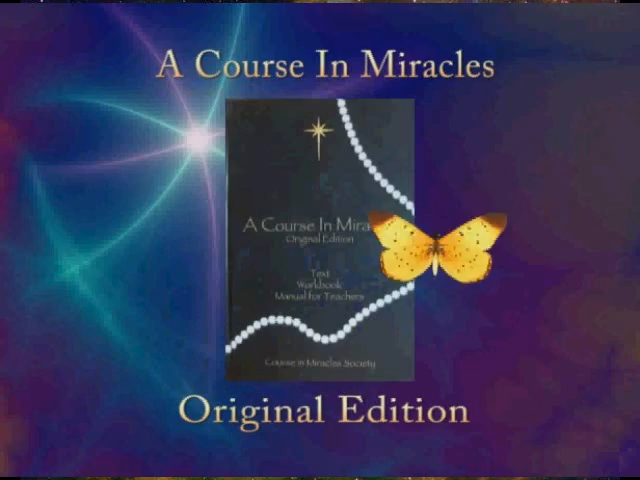 A Course In Miracles
A Course In Mira
Original Edition
Text
Workbook
Manual for Teachers
Course in Miracles Society
Original Edition